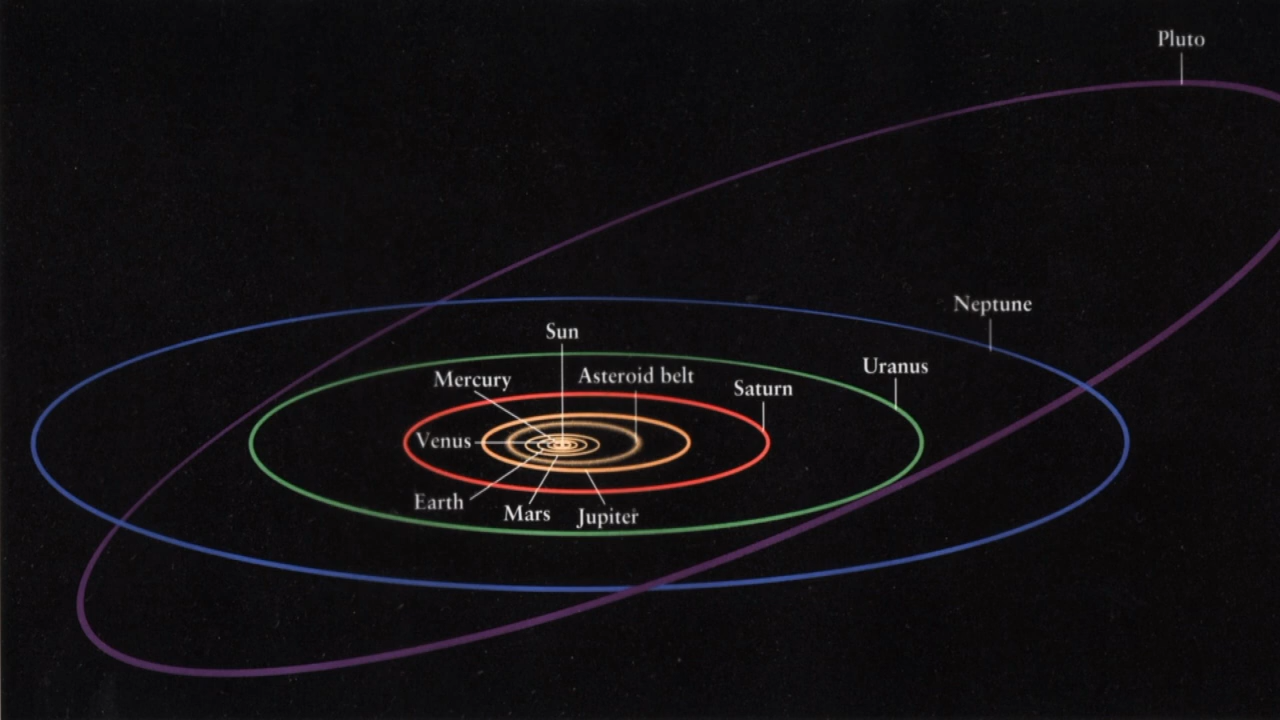 Pluto
Neptune
Sun
Uranus
Mercury
Asteroid belt
Saturn
Venus
Earth
Mars
Jupiter